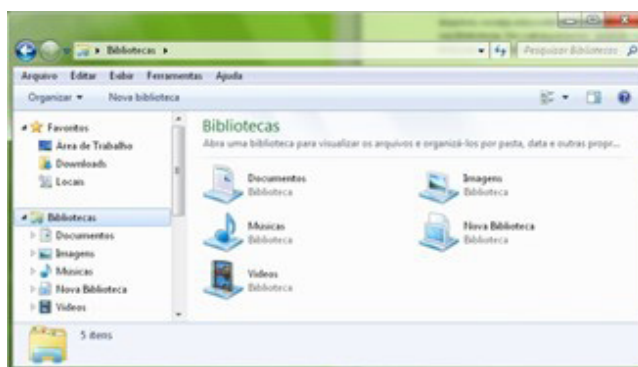 Bibliotecas
Pesquisar Bibliotecas
Arquivo Editar Exibir Ferramentas Ajuda
Organizar Nova biblioteca
Favoritos
Área de Trabalho
Downloads
Locais
Bibliotecas
Documentos
Imagens
Músicas
Nova Biblioteca
Vídeos
Bibliotecas
Abra uma biblioteca para visualizar os arquivos e organizá-los por pasta, data e outras propr...
Documentos
Biblioteca
Imagens
Biblioteca
Músicas
Biblioteca
Nova Biblioteca
Biblioteca
Vídeos
Biblioteca
5 itens